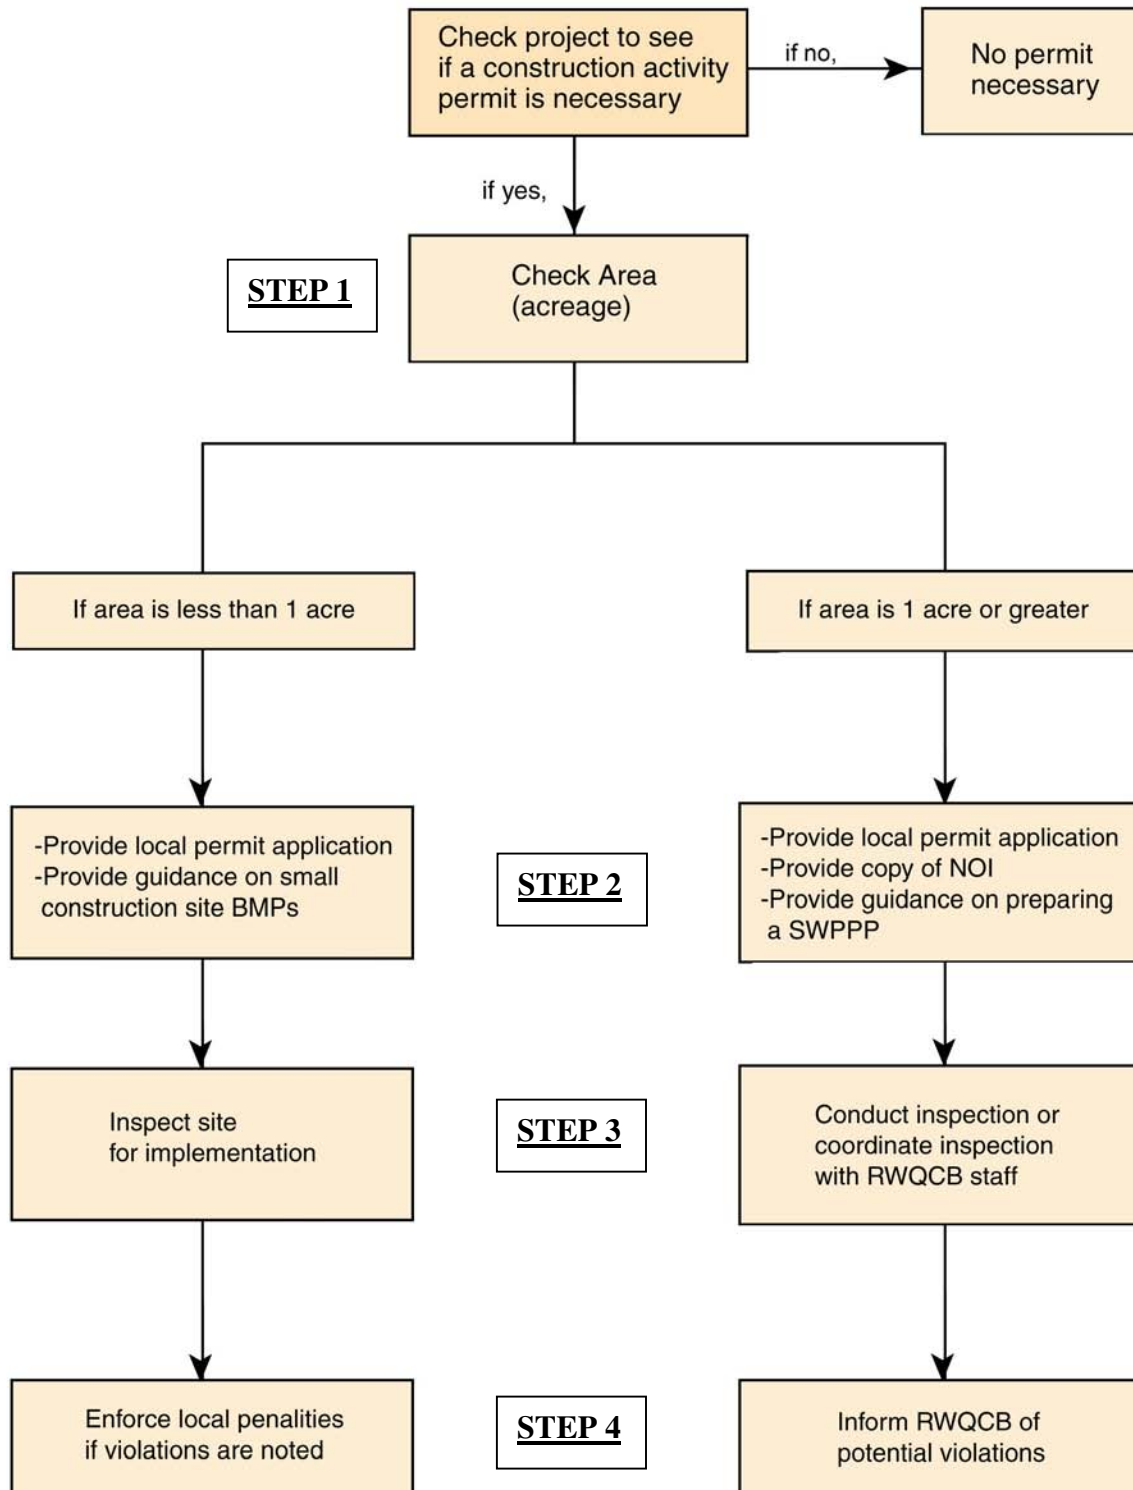 Check project to see
if a construction activity
permit is necessary
if no,
No permit
necessary
if yes,
STEP 1
Check Area
(acreage)
If area is less than 1 acre
If area is 1 acre or greater
-Provide local permit application
-Provide guidance on small
construction site BMPs
STEP 2
-Provide local permit application
-Provide copy of NOI
-Provide guidance on preparing
a SWPPP
Inspect site
for implementation
STEP 3
Conduct inspection or
coordinate inspection
with RWQCB staff
Enforce local penalities
if violations are noted
STEP 4
Inform RWQCB of
potential violations